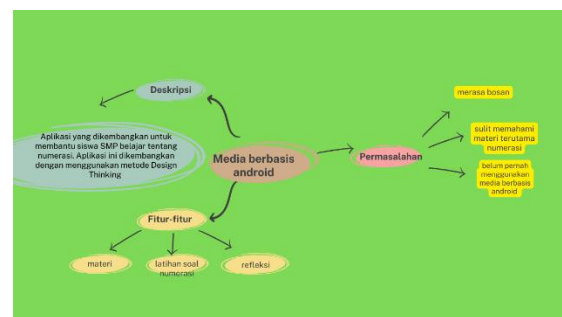 Deskripsi
Aplikasi yang dikembangkan untuk
membantu siswa SMP belajar tentang
numerasi. Aplikasi ini dikembangkan
dengan menggunakan metode Design
Thinking
Media berbasis
android
Permasalahan
merasa bosan
sulit memahami
materi terutama
numerasi
belum pernah
menggunakan
media berbasis
android
Fitur-fitur
materi
latihan soal
numerasi
refleksi